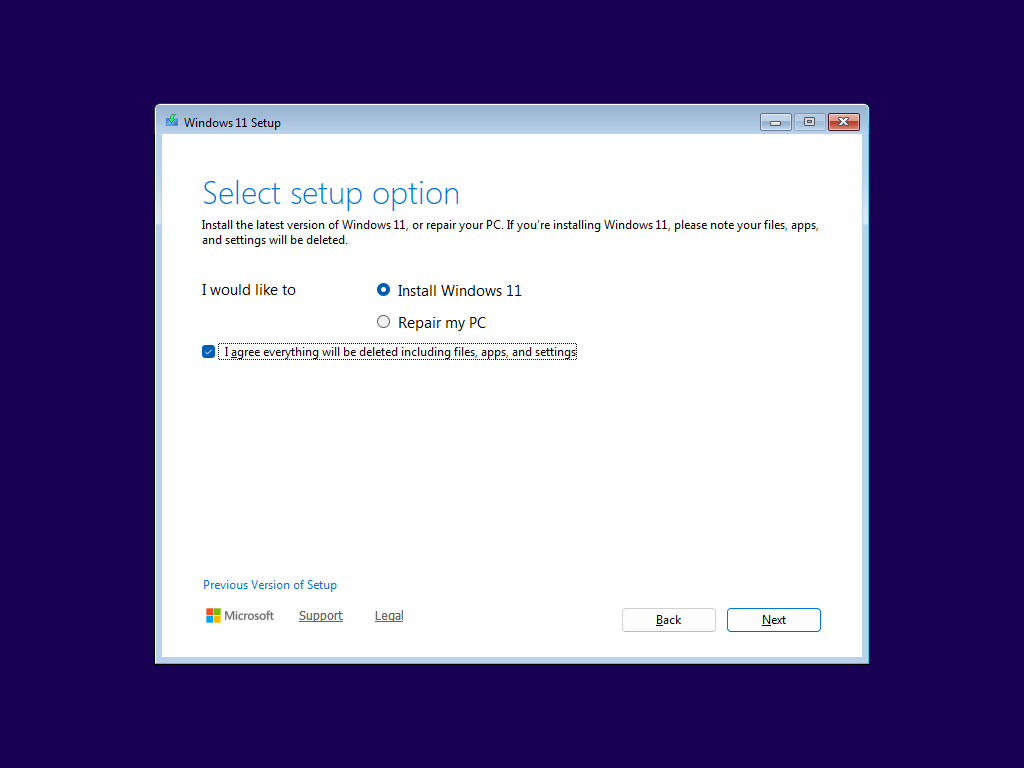 Windows 11 Setup
Select setup option
Install the latest version of Windows 11, or repair your PC. If you're installing Windows 11, please note your files, apps,
and settings will be deleted.
I would like to
Install Windows 11
Repair my PC
I agree everything will be deleted including files, apps, and settings
Previous Version of Setup
Microsoft Support Legal
Back Next